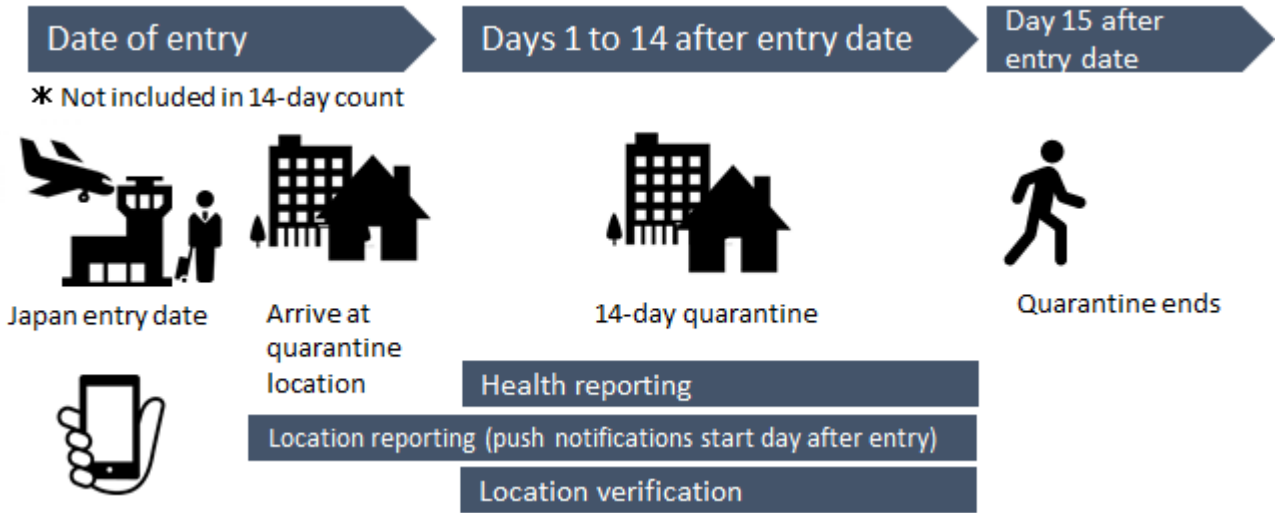 Date of entry
Days 1 to 14 after entry date
Day 15 after
entry date
* Not included in 14-day count
Japan entry date
Arrive at
quarantine
location
14-day quarantine
Quarantine ends
Health reporting
Location reporting (push notifications start day after entry)
Location verification